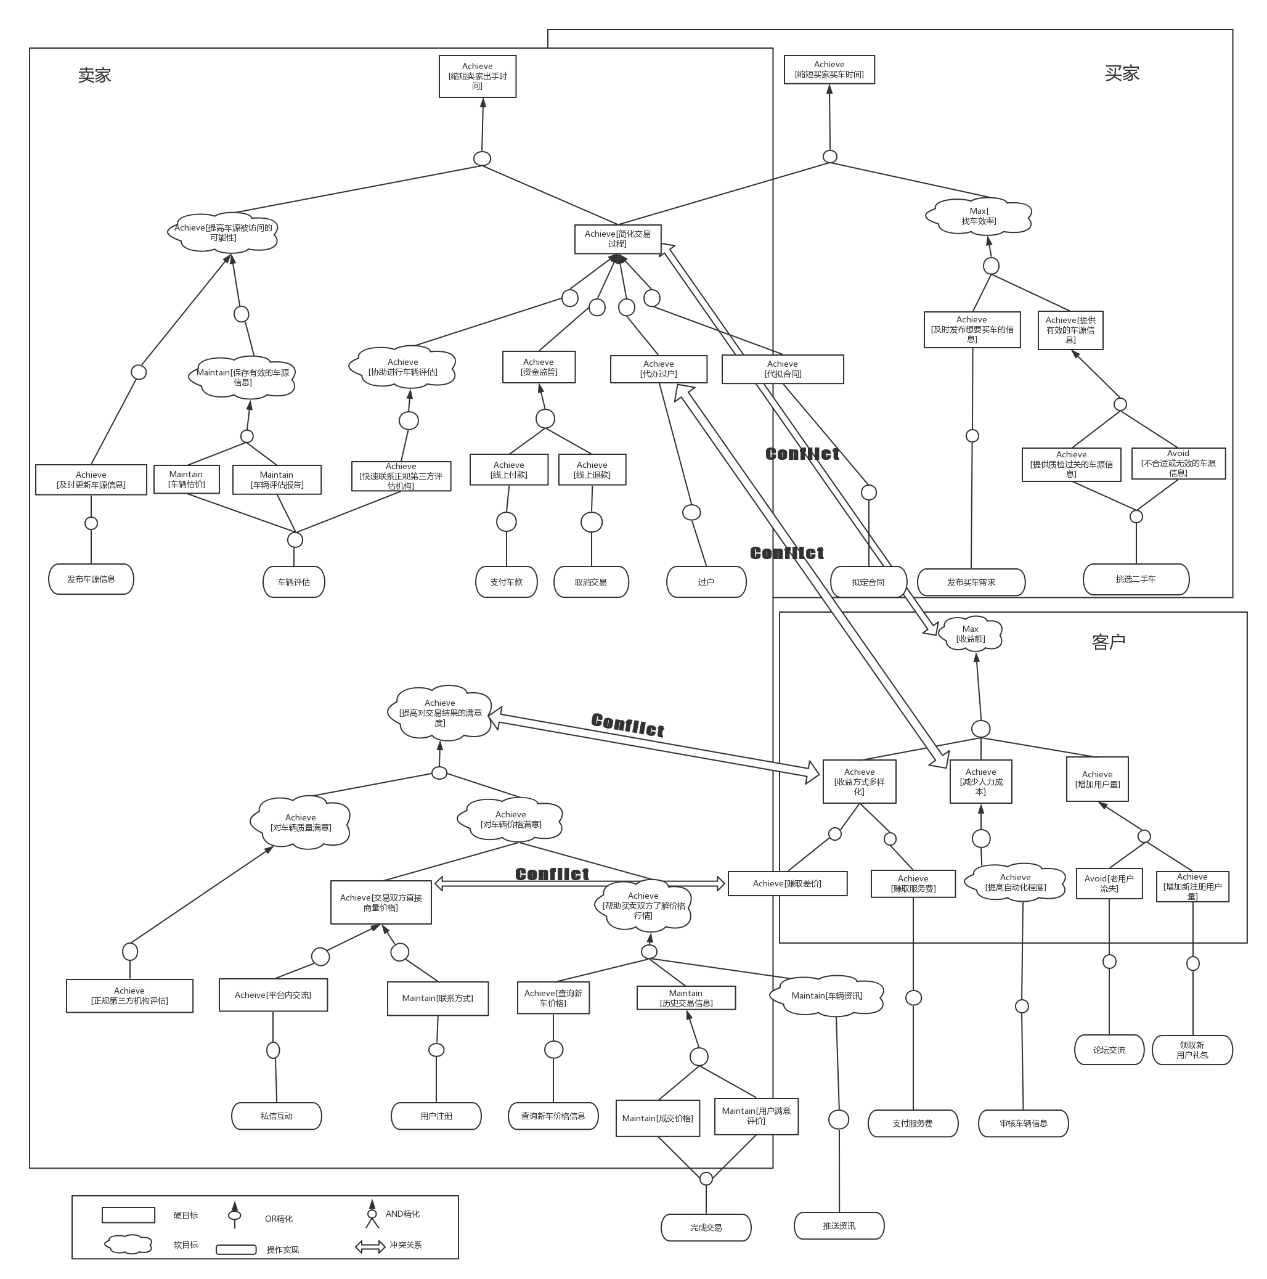 卖家
买家
Achieve
[缩短卖家出手时
间]
Achieve
[缩短买家买车时间]
Achieve[提高车源被访问的
可能性]
Achieve[简化交易
过程]
Max[
找车效率]
Achieve
[及时发布想要买车的信
息]
Achieve[提供
有效的车源信
息]
Maintain[保存有效的车源
信息]
Achieve
[协助进行车辆评估]
Achieve
[资金监管]
Achieve
[代办过户]
Achieve
[代拟合同]
Conflict
Achieve
[及时更新车源信息]
Maintain
[车辆估价]
Maintain
[车辆评估报告]
Achieve
[快速联系正规第三方评
估机构]
Achieve
[线上付款]
Achieve
[线上退款]
Achieve
[提供质检过关的车源信
息]
Avoid
[不合适或无效的车源
信息]
Conflict
发布车源信息
车辆评估
支付车款
取消交易
过户
拟定合同
发布买车需求
挑选二手车
Max
[收益额]
客户
Achieve
[提高对交易结果的满意
度]
Conflict
Achieve
[收益方式多样
化]
Achieve
[减少人力成
本]
Achieve
[增加用户量]
Achieve
[对车辆质量满意]
Achieve
[对车辆价格满意]
Conflict
Achieve[交易双方直接
商量价格]
Achieve
[帮助买卖双方了解价格
行情]
Achieve[赚取差价]
Achieve
[赚取服务费]
Achieve
[提高自动化程度]
Avoid[老用户
流失]
Achieve
[增加新注册用户
量]
Achieve
[正规第三方机构评估]
Acheive[平台内交流]
Maintain[联系方式]
Achieve[查询新
车价格]
Maintain
[历史交易信息]
Maintain[车辆资讯]
论坛交流
领取新
用户礼包
私信互动
用户注册
查询新车价格信息
Maintain[成交价格]
Maintain[用户满意
评价]
支付服务费
审核车辆信息
完成交易
推送资讯
硬目标
OR精化
AND精化
软目标
操作实现
冲突关系